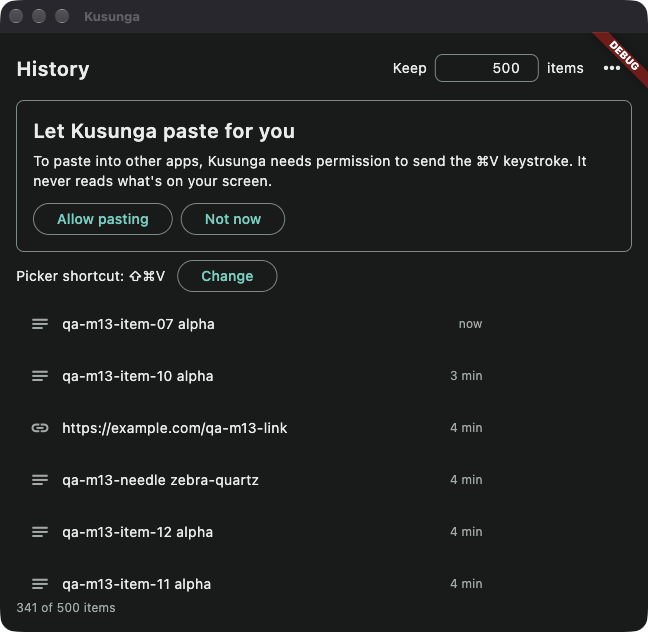 Kusunga
DEBUG
History
Keep 500 items •••
Let Kusunga paste for you
To paste into other apps, Kusunga needs permission to send the ⌘V keystroke. It
never reads what's on your screen.
Allow pasting Not now
Picker shortcut: ⇧⌘V Change
qa-m13-item-07 alpha now
qa-m13-item-10 alpha 3 min
https://example.com/qa-m13-link 4 min
qa-m13-needle zebra-quartz 4 min
qa-m13-item-12 alpha 4 min
qa-m13-item-11 alpha 4 min
341 of 500 items